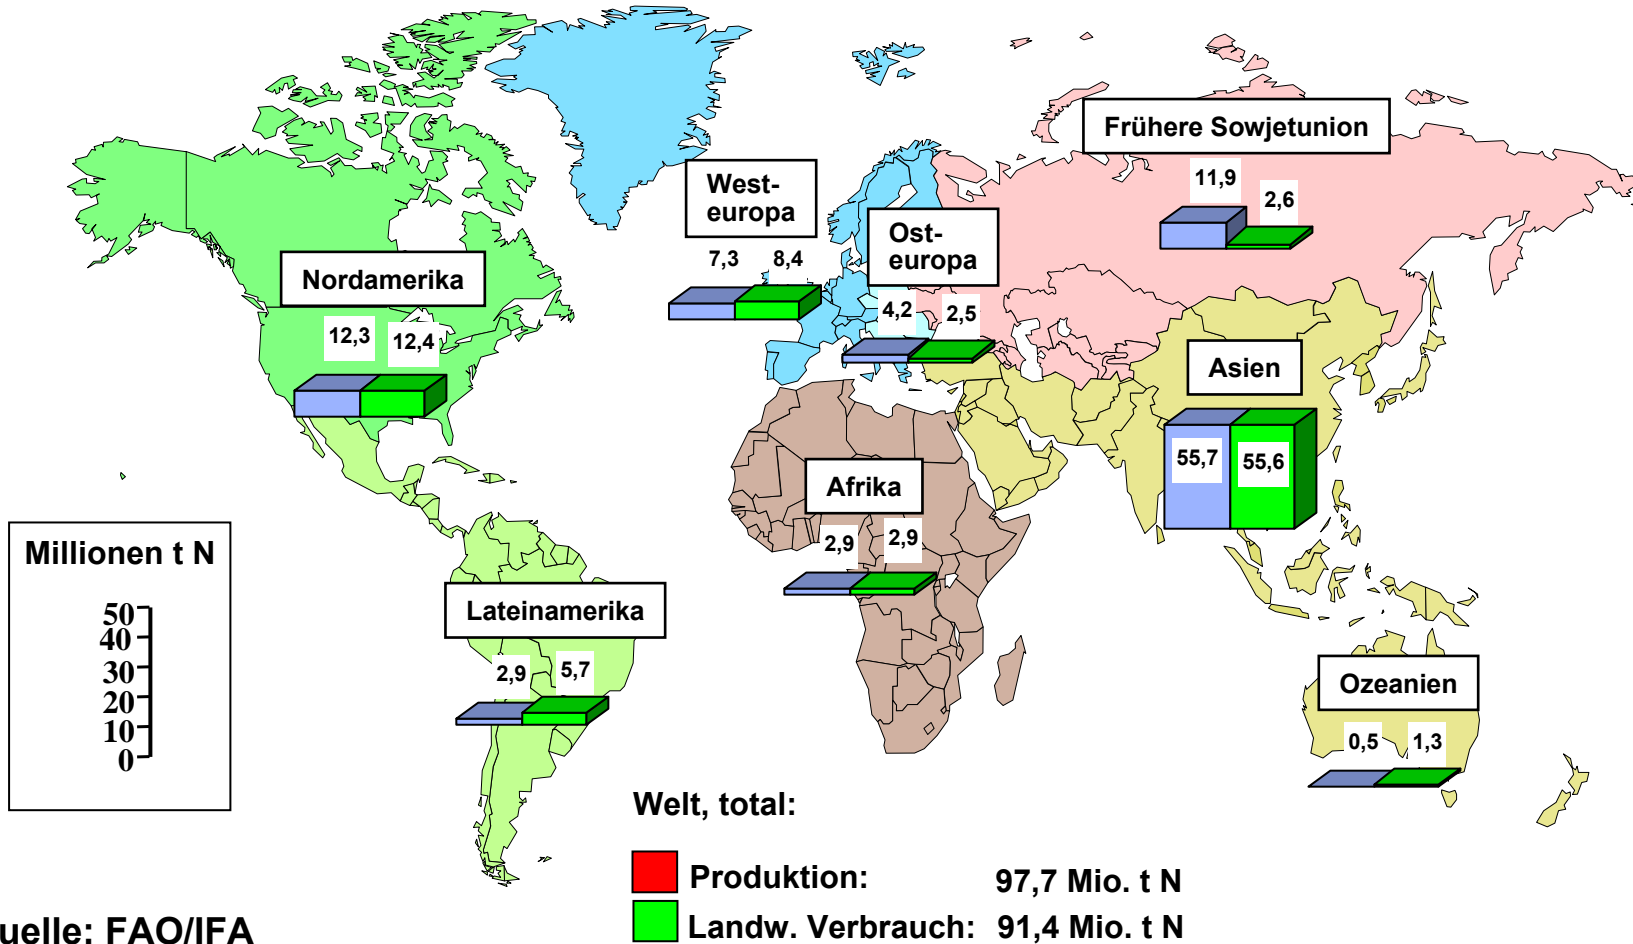 Frühere Sowjetunion
11,9
2,6
West-
europa
7,3
8,4
Ost-
europa
4,2
2,5
Nordamerika
12,3
12,4
Asien
55,7
55,6
Afrika
2,9
2,9
Millionen t N
50
40
30
20
10
0
Lateinamerika
2,9
5,7
Ozeanien
0,5
1,3
Welt, total:
Produktion: 97,7 Mio. t N
Landw. Verbrauch: 91,4 Mio. t N
uelle: FAO/IFA